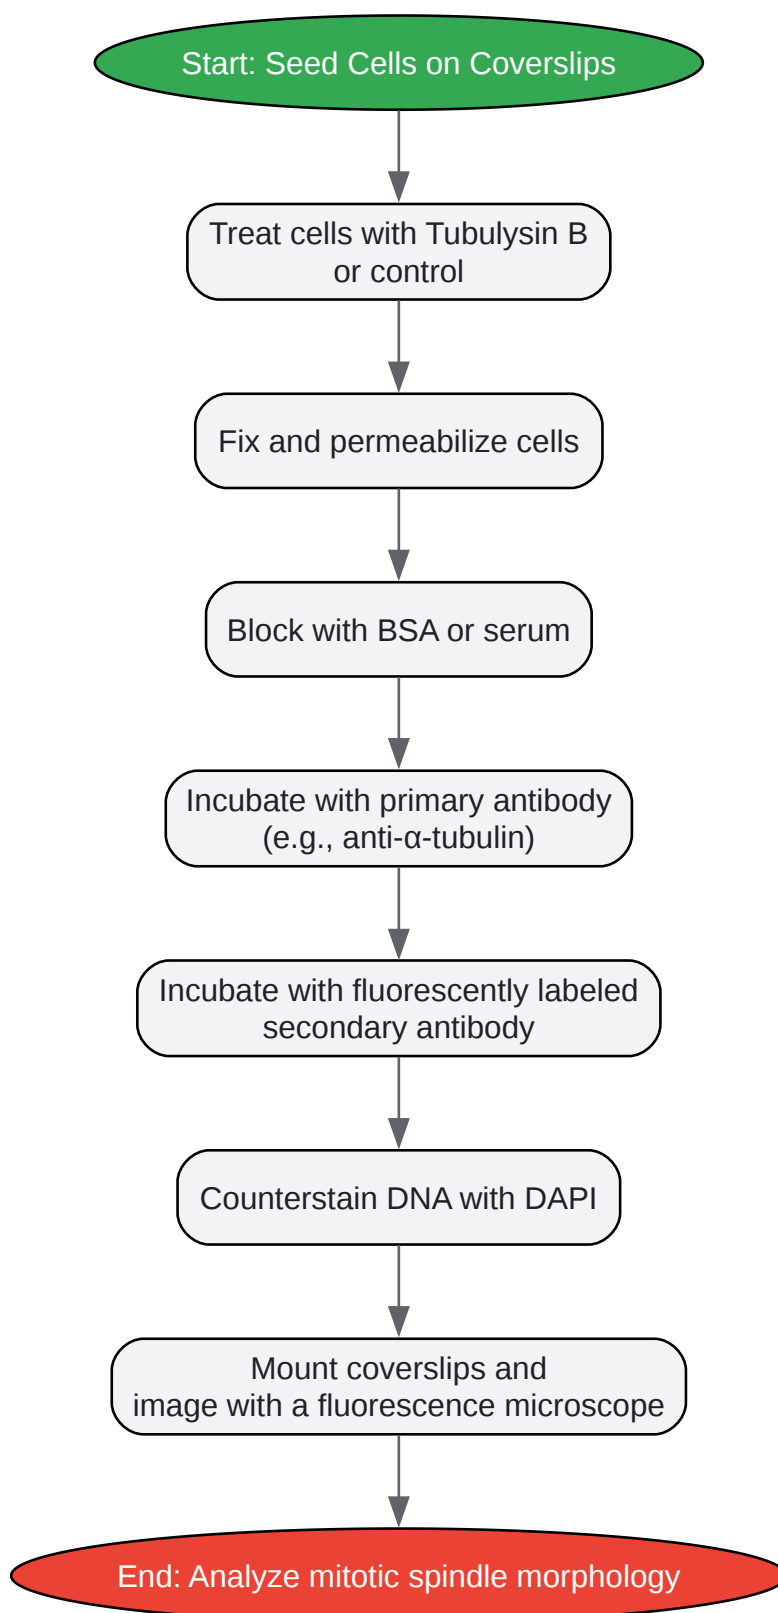 Start: Seed Cells on Coverslips
Treat cells with Tubulysin B
or control
Fix and permeabilize cells
Block with BSA or serum
Incubate with primary antibody
(e.g., anti-α-tubulin)
Incubate with fluorescently labeled
secondary antibody
Counterstain DNA with DAPI
Mount coverslips and
image with a fluorescence microscope
End: Analyze mitotic spindle morphology